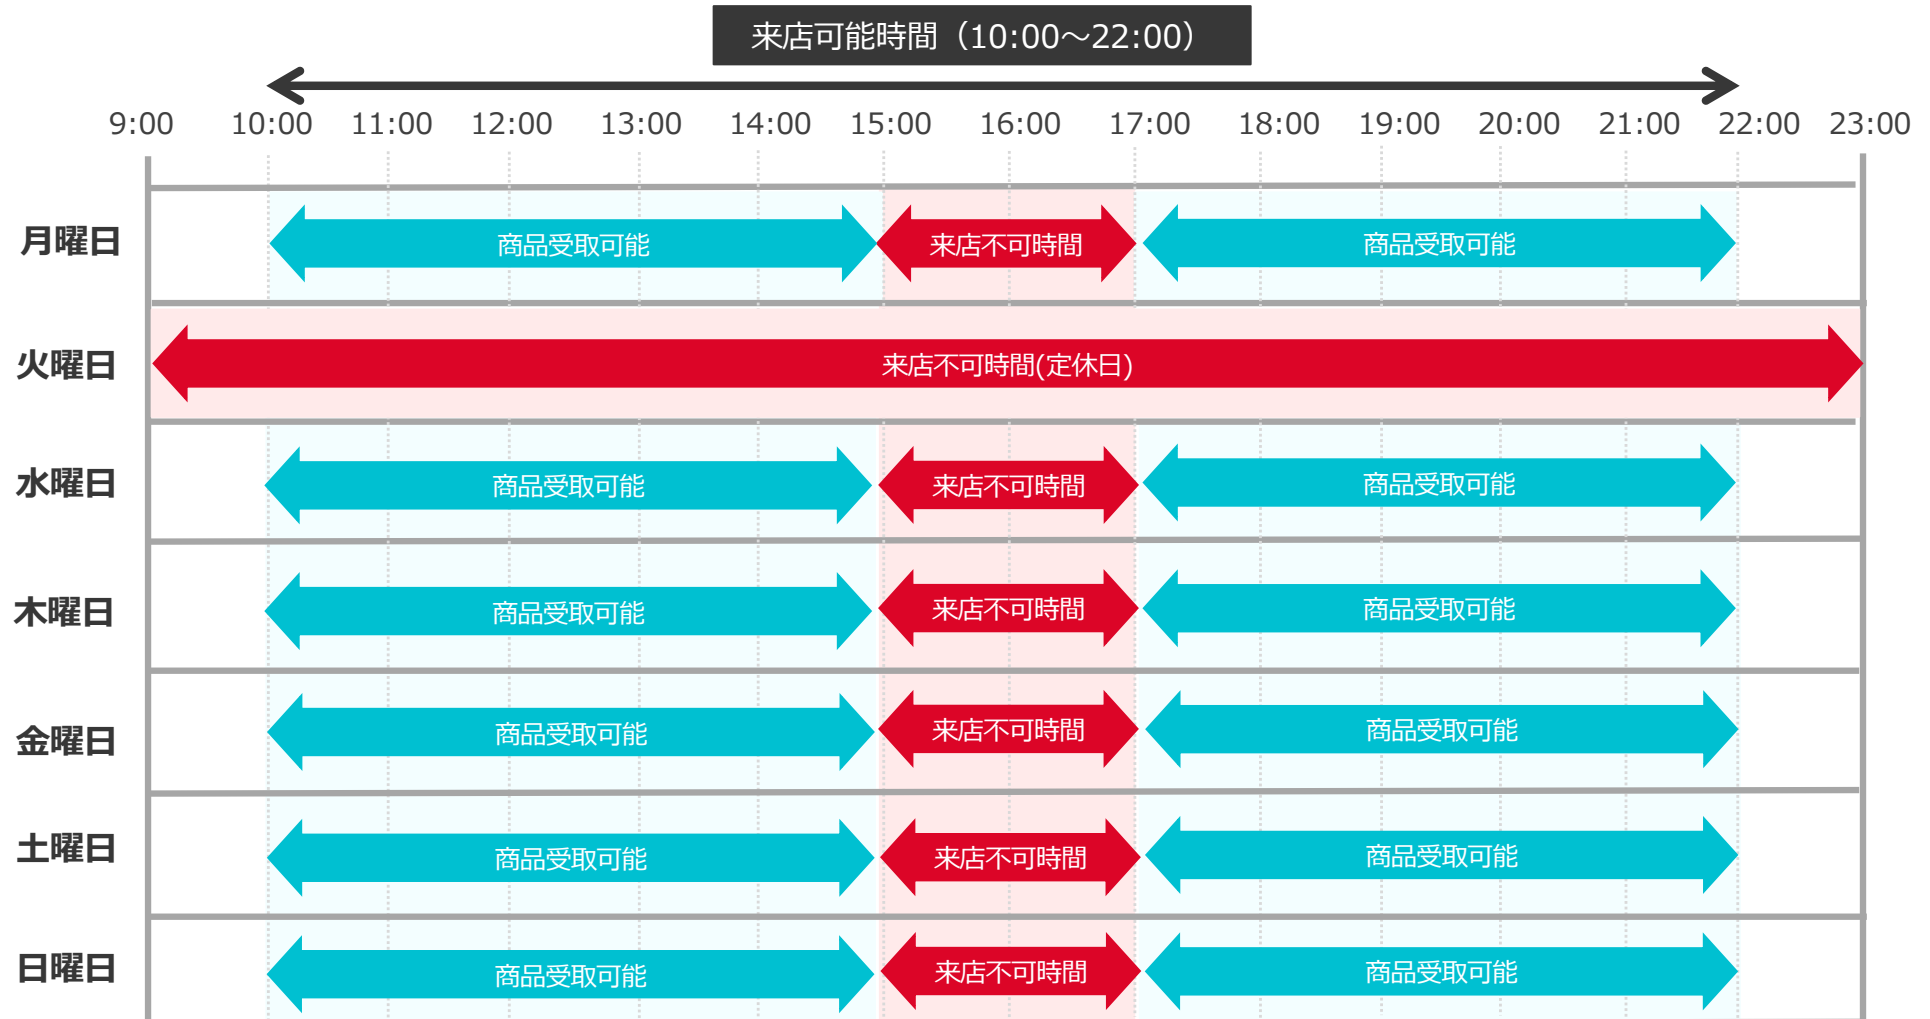 来店可能時間（10:00～22:00）
9:00 10:00 11:00 12:00 13:00 14:00 15:00 16:00 17:00 18:00 19:00 20:00 21:00 22:00 23:00
月曜日 商品受取可能 来店不可時間 商品受取可能
火曜日 来店不可時間(定休日)
水曜日 商品受取可能 来店不可時間 商品受取可能
木曜日 商品受取可能 来店不可時間 商品受取可能
金曜日 商品受取可能 来店不可時間 商品受取可能
土曜日 商品受取可能 来店不可時間 商品受取可能
日曜日 商品受取可能 来店不可時間 商品受取可能